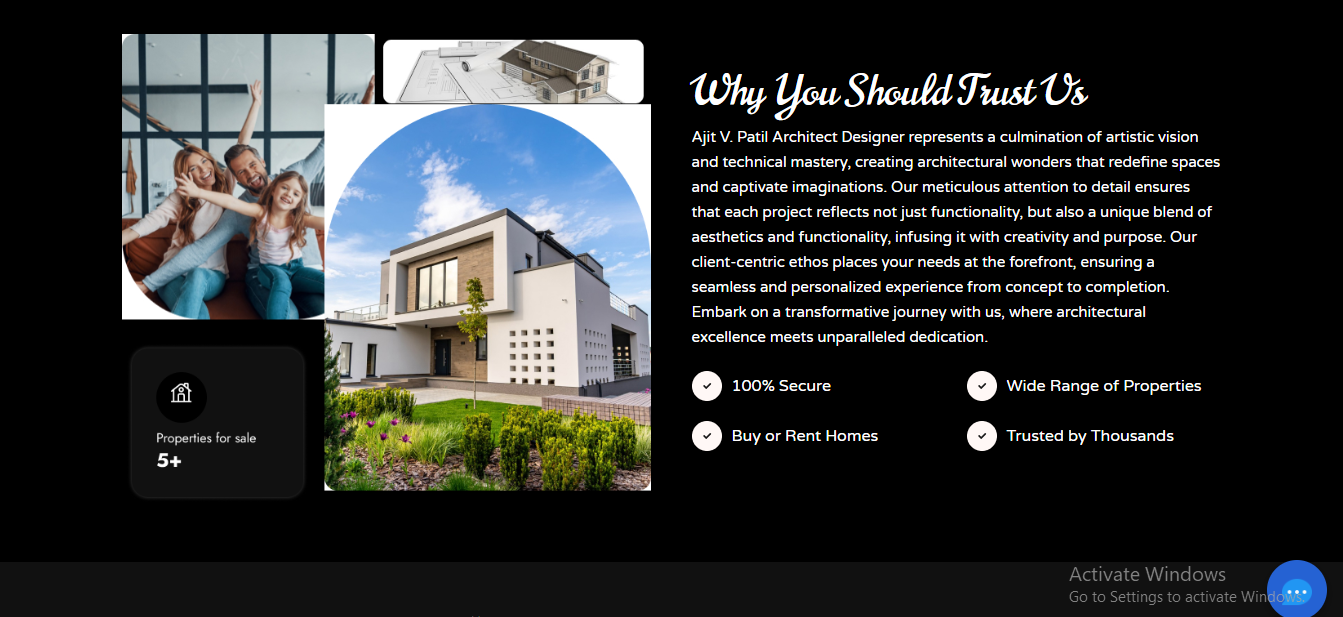 Why You Should Trust Us
Ajit V. Patil Architect Designer represents a culmination of artistic vision
and technical mastery, creating architectural wonders that redefine spaces
and captivate imaginations. Our meticulous attention to detail ensures
that each project reflects not just functionality, but also a unique blend of
aesthetics and functionality, infusing it with creativity and purpose. Our
client-centric ethos places your needs at the forefront, ensuring a
seamless and personalized experience from concept to completion.
Embark on a transformative journey with us, where architectural
excellence meets unparalleled dedication.
100% Secure
Wide Range of Properties
Buy or Rent Homes
Trusted by Thousands
Properties for sale
5+
Activate Windows
Go to Settings to activate Windows.